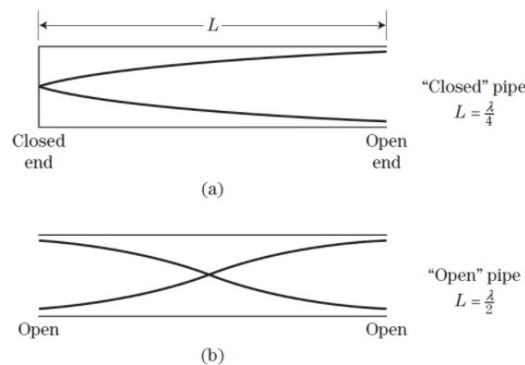 L
"Closed" pipe
L = λ/4
Closed end
Open end
(a)
"Open" pipe
L = λ/2
Open
Open
(b)